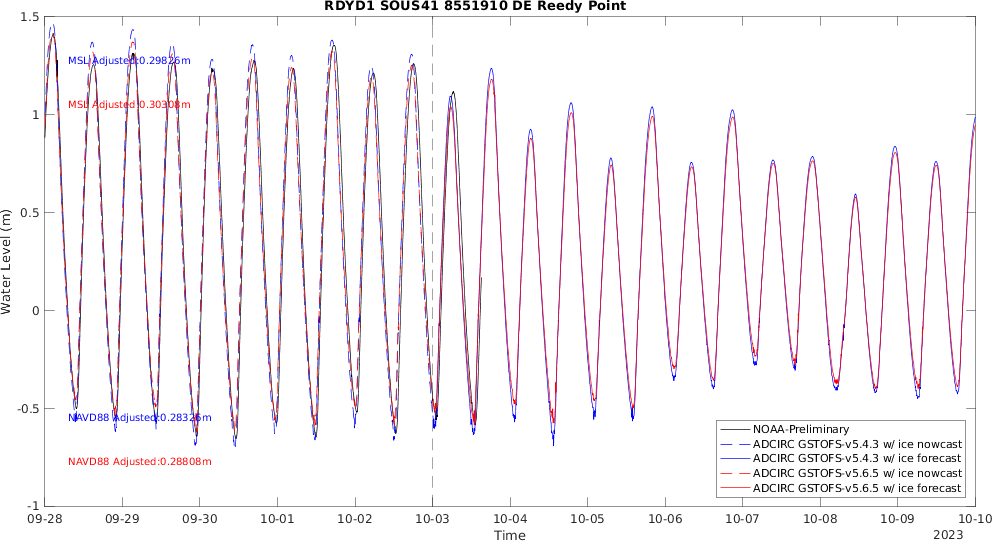 RDYD1 SOUS41 8551910 DE Reedy Point
1.5
1
0.5
0
-0.5
-1
Water Level (m)
MSL Adjusted:0.29826m
MSL Adjusted:0.30308m
NAVD88 Adjusted:0.28326m
NAVD88 Adjusted:0.28808m
NOAA-Preliminary
ADCIRC GSTOFS-v5.4.3 w/ ice nowcast
ADCIRC GSTOFS-v5.4.3 w/ ice forecast
ADCIRC GSTOFS-v5.6.5 w/ ice nowcast
ADCIRC GSTOFS-v5.6.5 w/ ice forecast
09-28 09-29 09-30 10-01 10-02 10-03 10-04 10-05 10-06 10-07 10-08 10-09 10-10
Time
2023